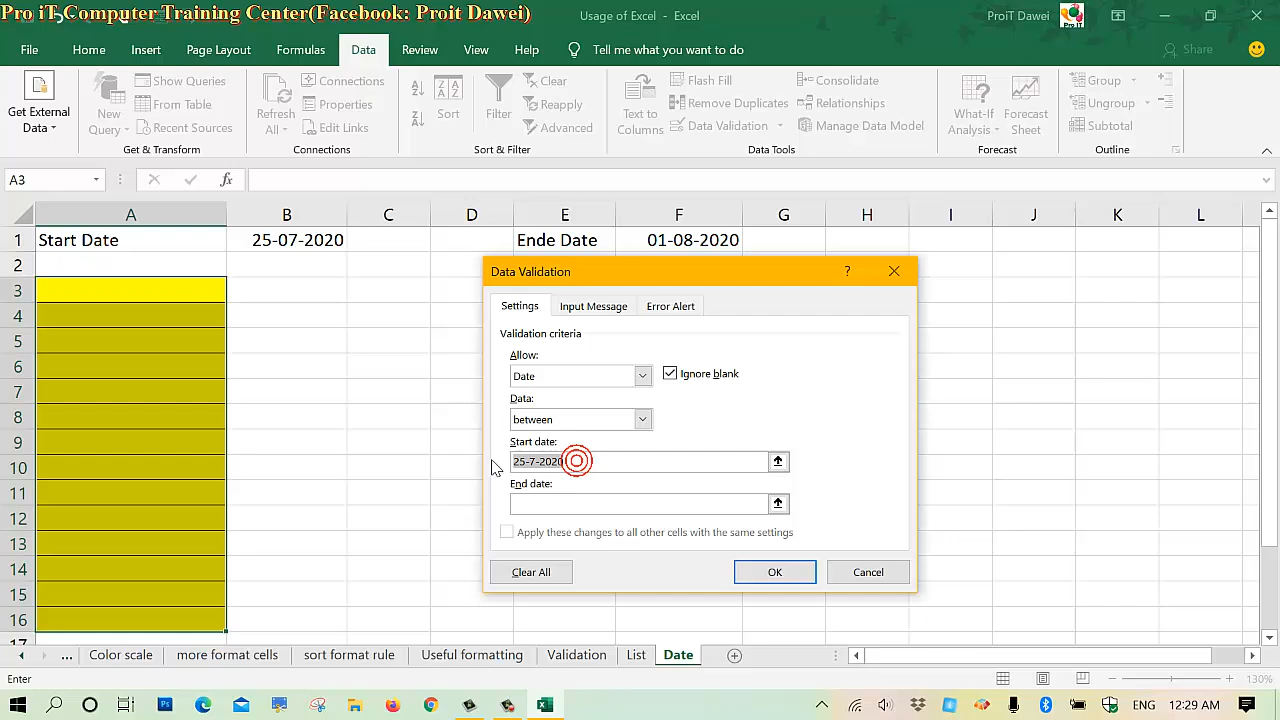 Pro iT Computer Training Center(Facebook: Proit Dawei)
Usage of Excel - Excel
ProiT Dawei
Pro iT
File Home Insert Page Layout Formulas Data Review View Help Tell me what you want to do Share
Get External Data
New Query
Show Queries
From Table
Recent Sources
Get & Transform
Refresh All
Connections
Properties
Edit Links
Connections
Sort
Filter
Clear
Reapply
Advanced
Sort & Filter
Text to Columns
Flash Fill
Remove Duplicates
Data Validation
Consolidate
Relationships
Manage Data Model
Data Tools
What-If Analysis
Forecast Sheet
Forecast
Group
Ungroup
Subtotal
Outline
A3 fx
A B C D E F G H I J K L
1 Start Date 25-07-2020 Ende Date 01-08-2020
2
3
4
5
6
7
8
9
10
11
12
13
14
15
16
17
Data Validation ?
Settings Input Message Error Alert
Validation criteria
Allow:
Date Ignore blank
Data:
between
Start date:
25-7-2020
End date:
Apply these changes to all other cells with the same settings
Clear All OK Cancel
... Color scale more format cells sort format rule Useful formatting Validation List Date
Enter 130%
ENG 12:29 AM